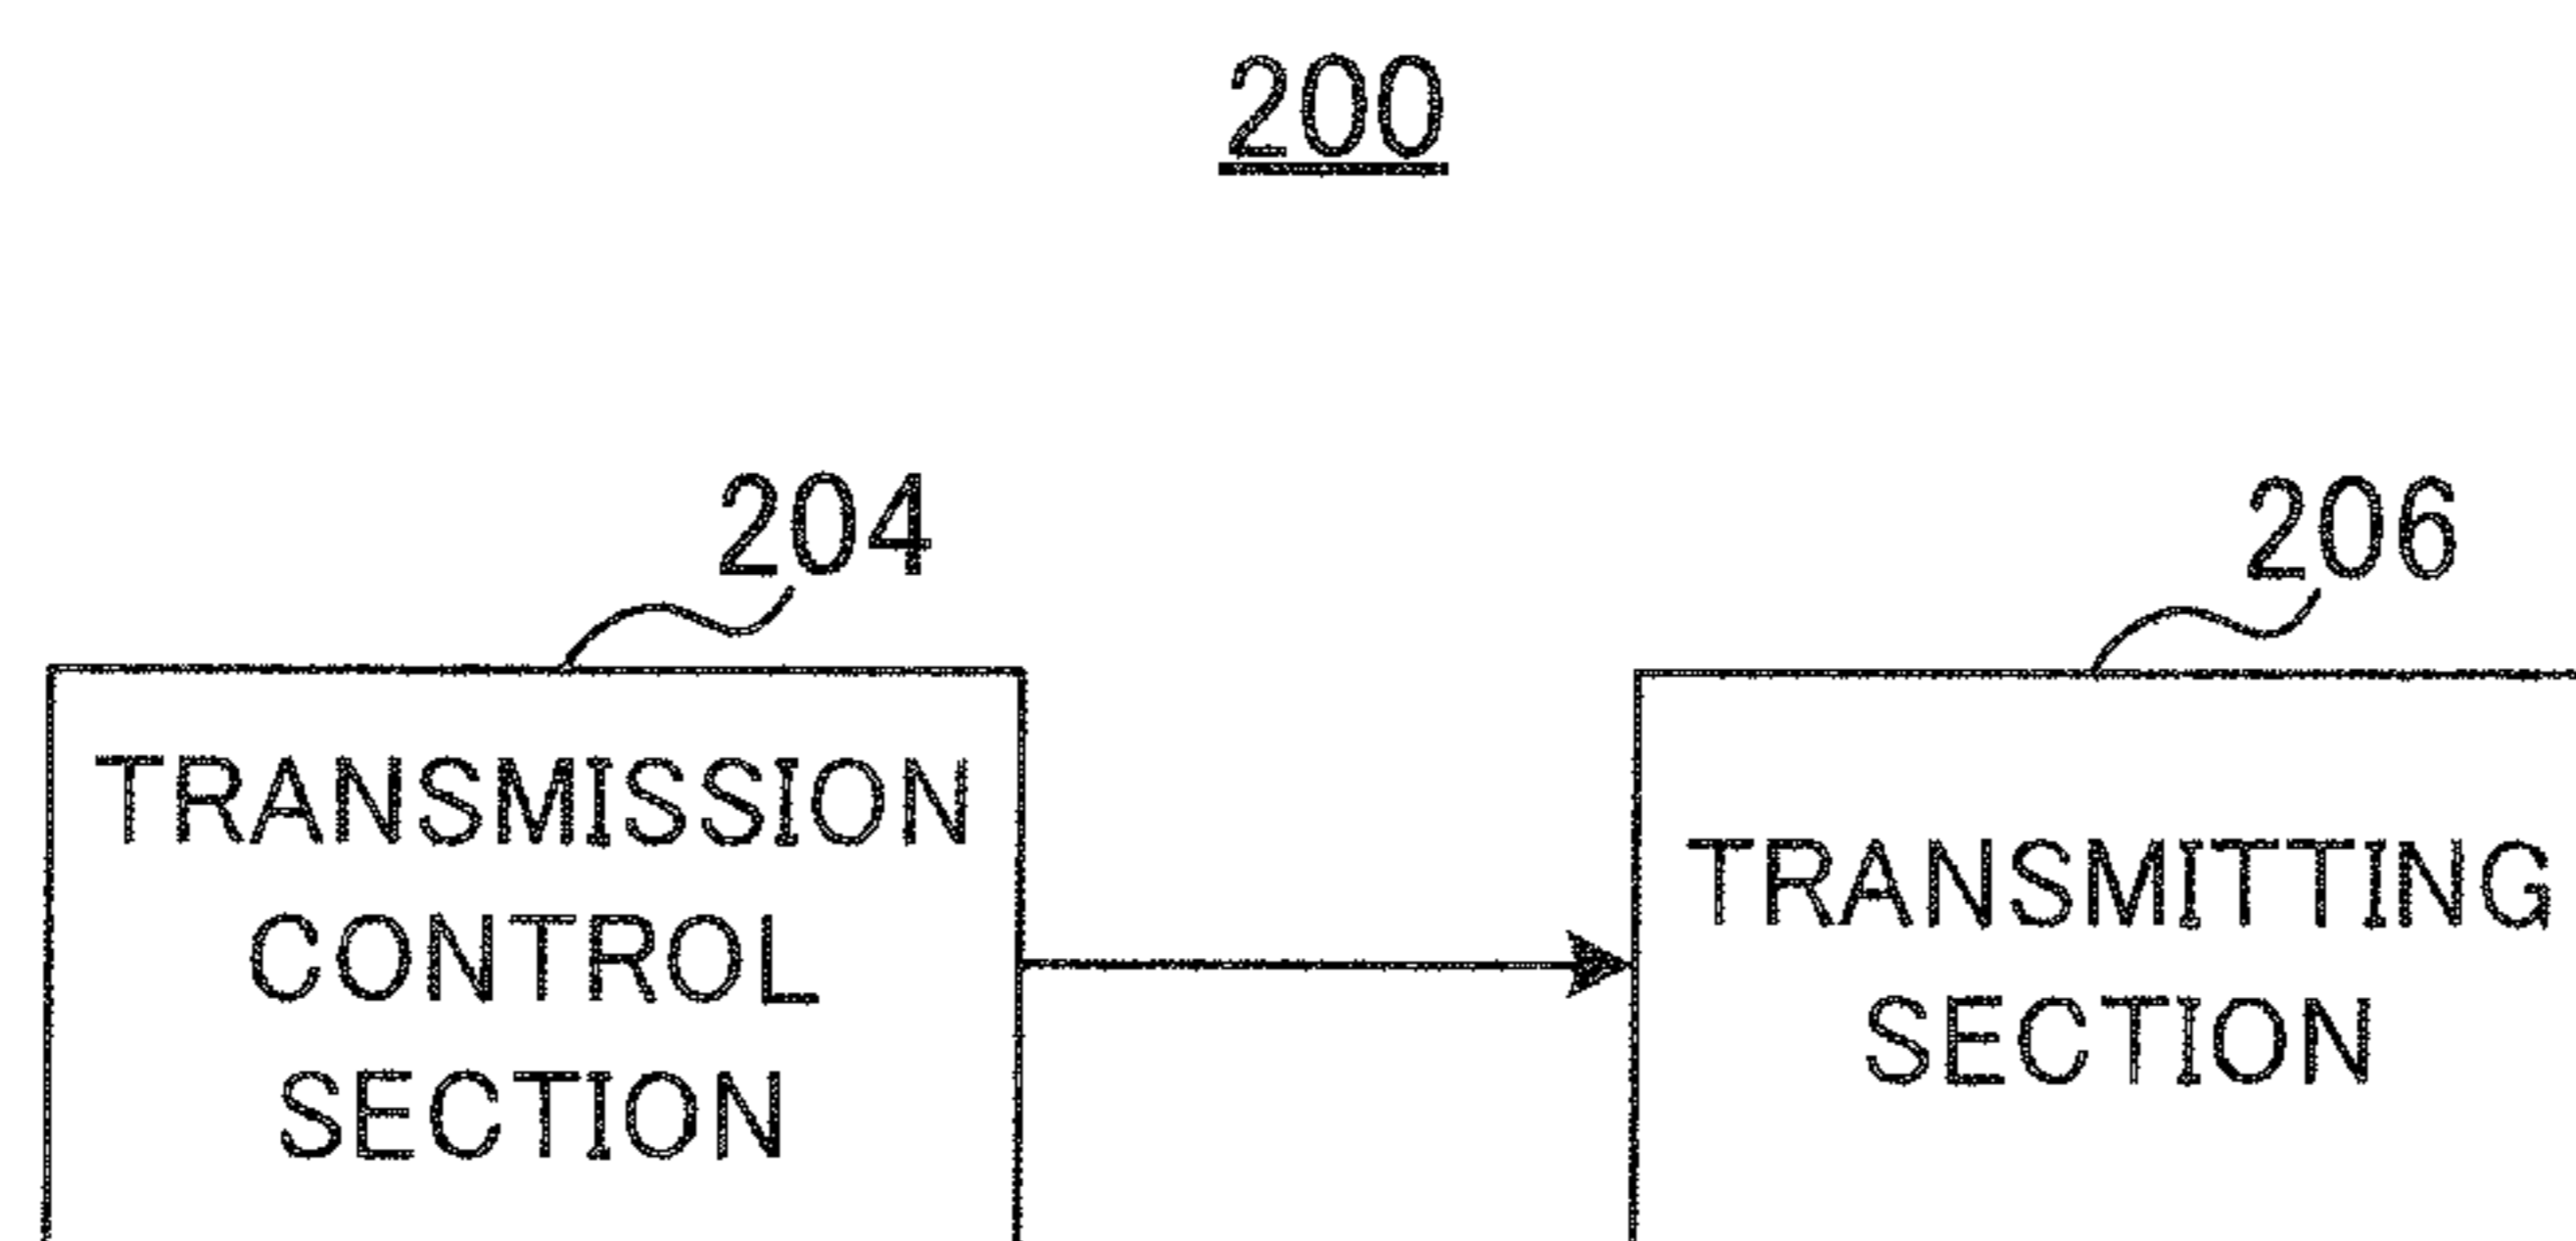 200
204
206
TRANSMISSION
CONTROL
SECTION
TRANSMITTING
SECTION